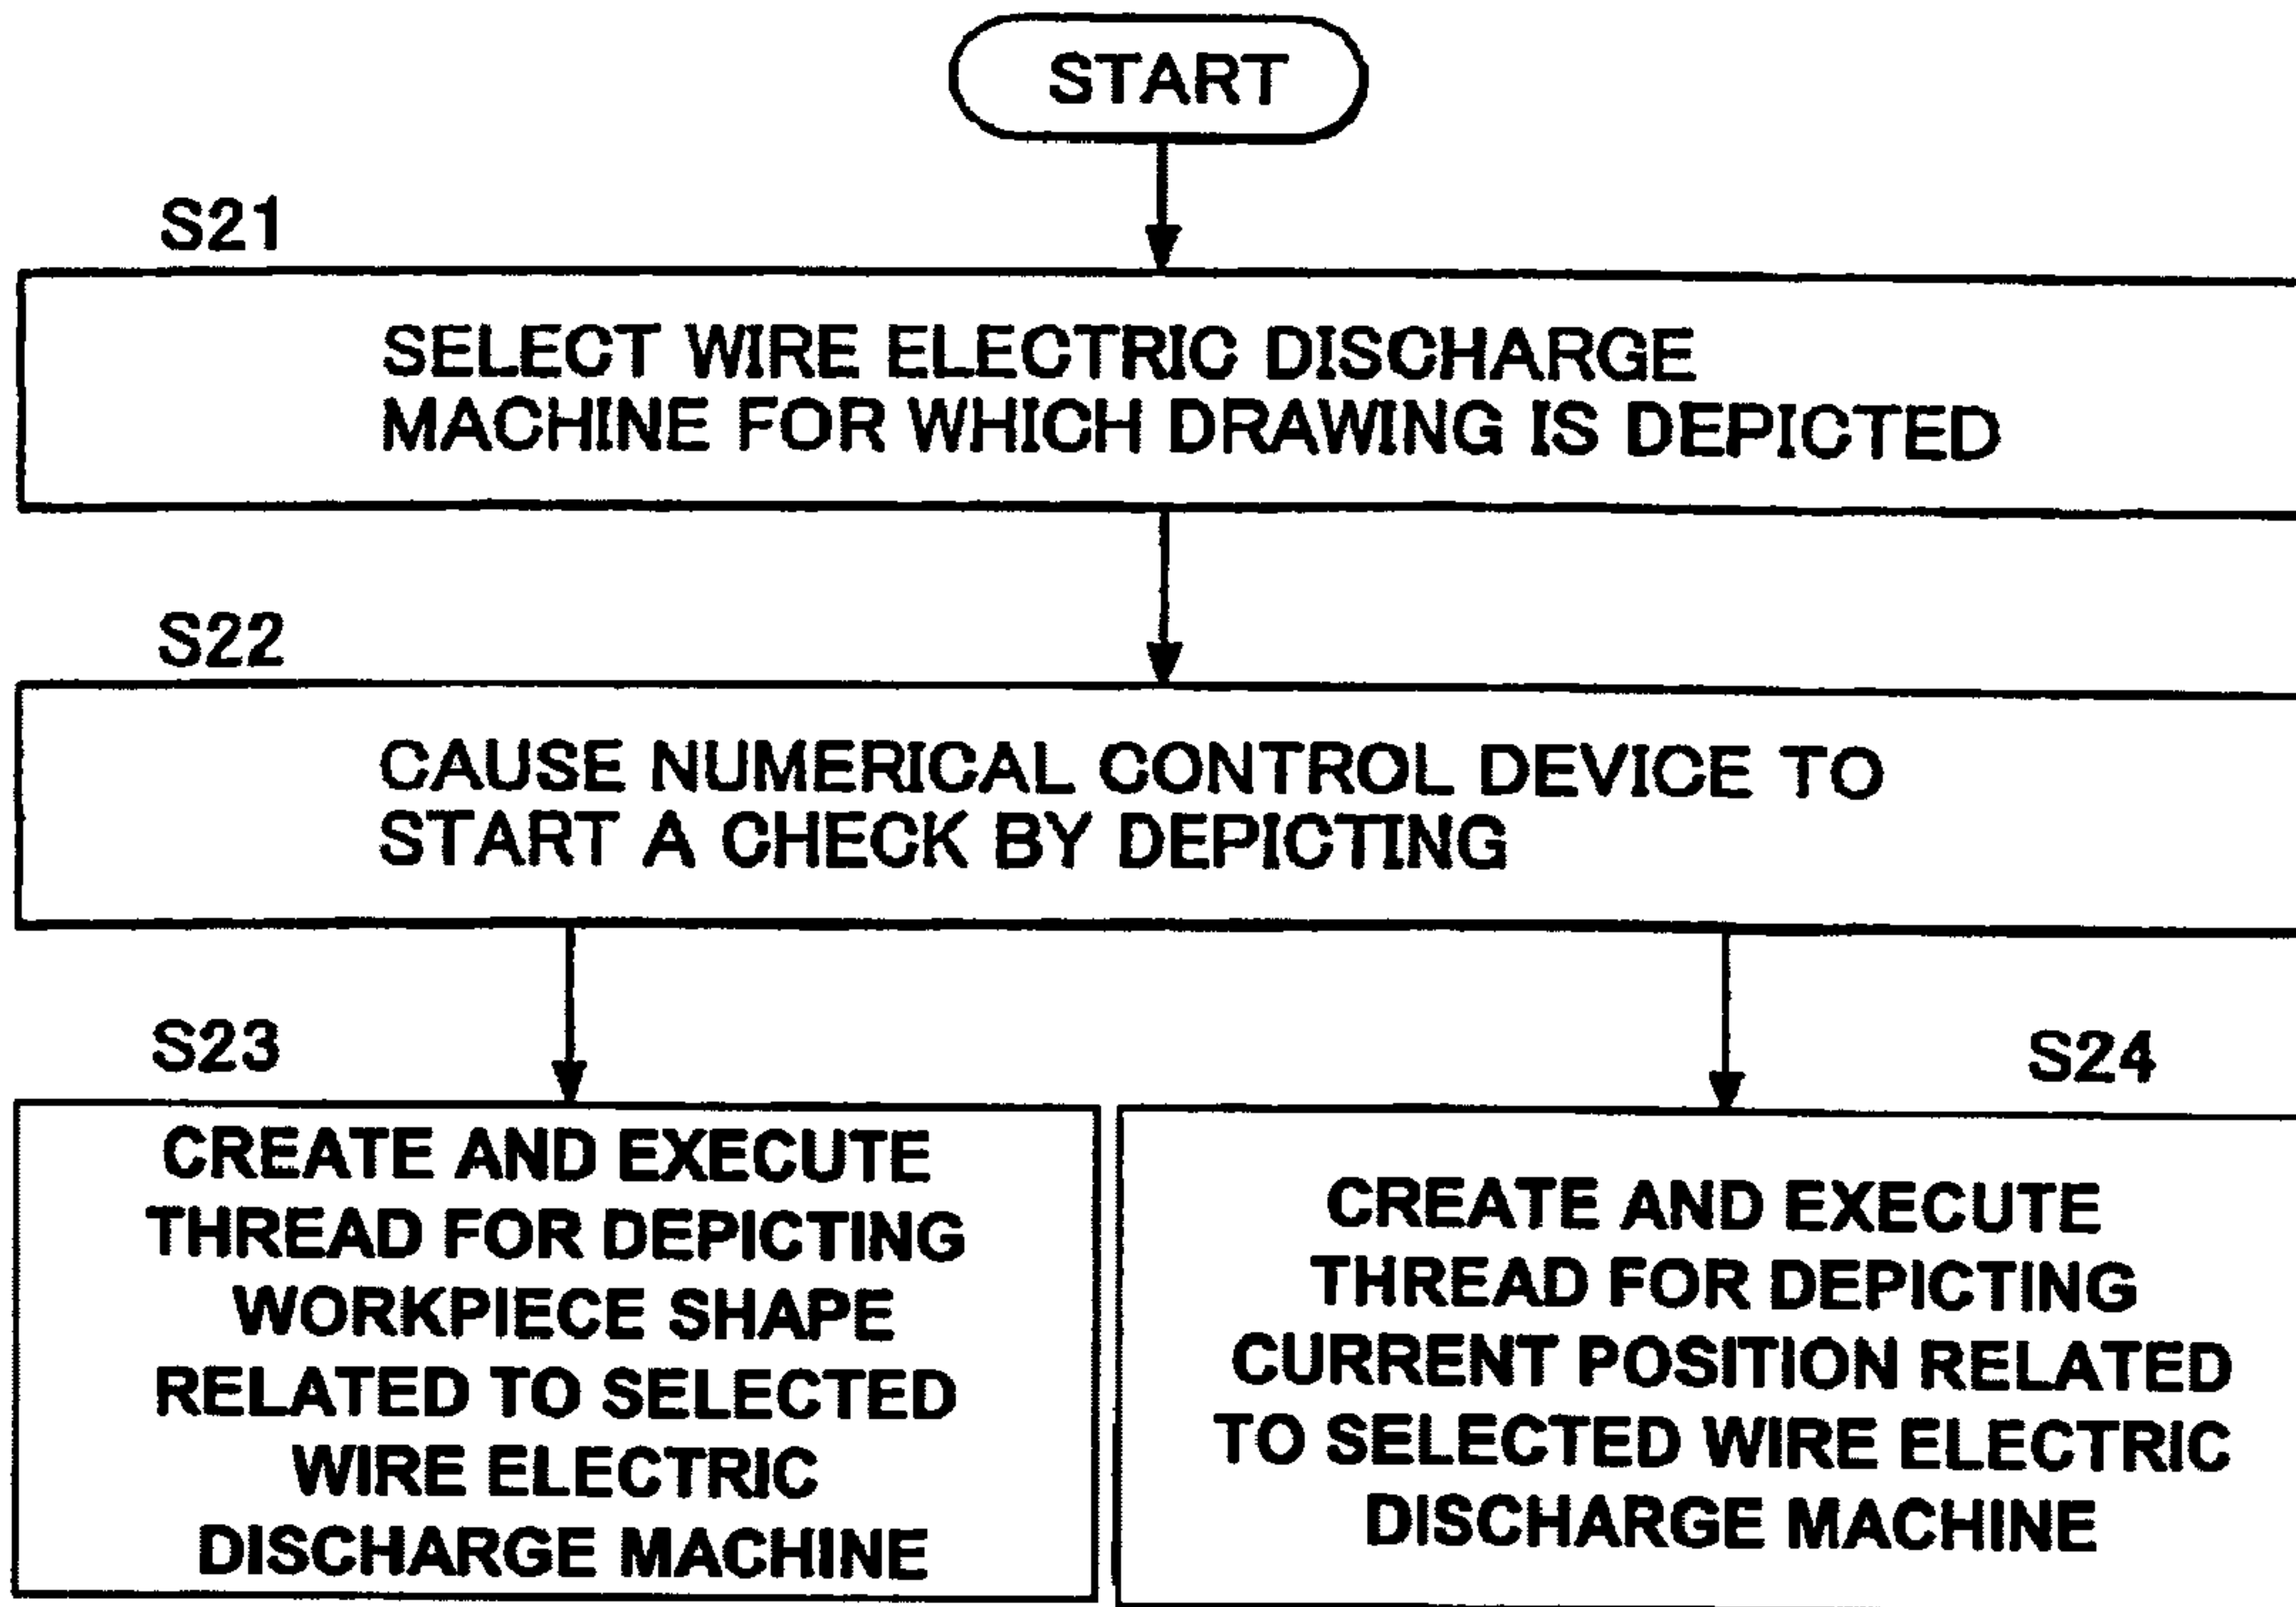 START
S21
SELECT WIRE ELECTRIC DISCHARGE
MACHINE FOR WHICH DRAWING IS DEPICTED
S22
CAUSE NUMERICAL CONTROL DEVICE TO
START A CHECK BY DEPICTING
S23
CREATE AND EXECUTE
THREAD FOR DEPICTING
WORKPIECE SHAPE
RELATED TO SELECTED
WIRE ELECTRIC
DISCHARGE MACHINE
S24
CREATE AND EXECUTE
THREAD FOR DEPICTING
CURRENT POSITION RELATED
TO SELECTED WIRE ELECTRIC
DISCHARGE MACHINE